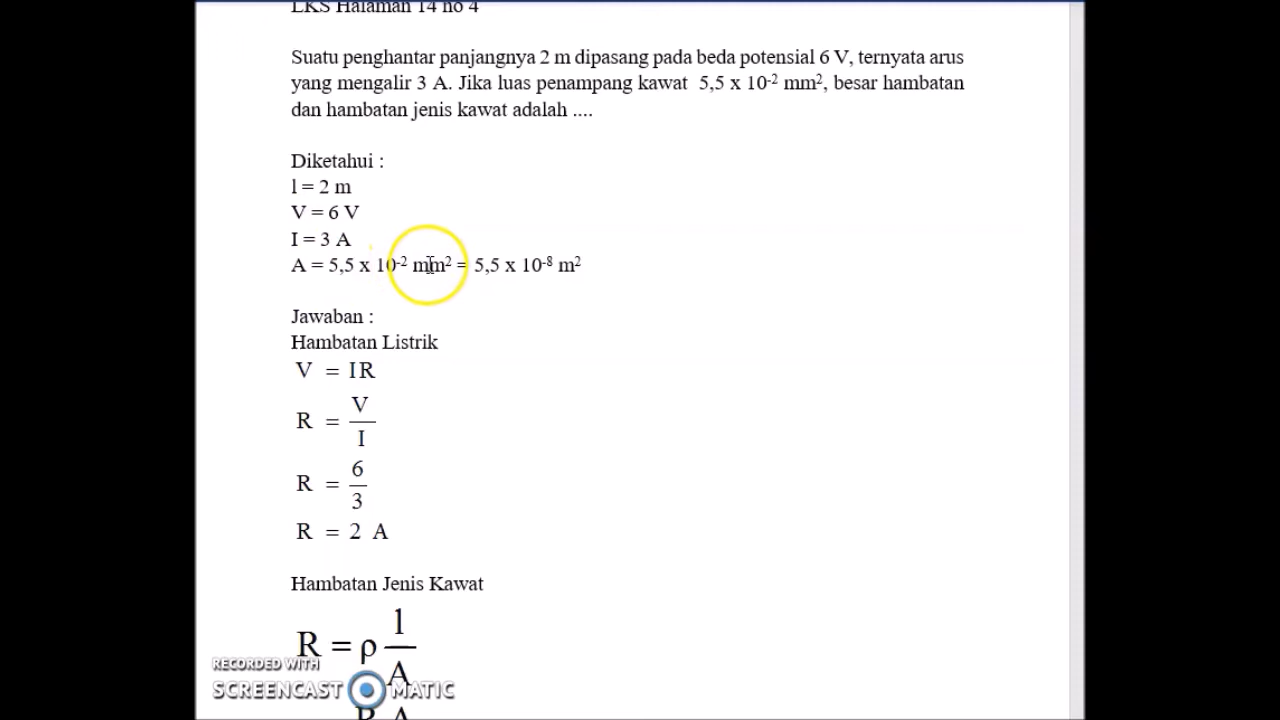 LKS Halaman 14 no 4
Suatu penghantar panjangnya 2 m dipasang pada beda potensial 6 V, ternyata arus
yang mengalir 3 A. Jika luas penampang kawat 5,5 x 10⁻² mm², besar hambatan
dan hambatan jenis kawat adalah ....
Diketahui :
l = 2 m
V = 6 V
I = 3 A
A = 5,5 x 10⁻² mm² = 5,5 x 10⁻⁸ m²
Jawaban :
Hambatan Listrik
V = IR
R = V/I
R = 6/3
R = 2 A
Hambatan Jenis Kawat
R = ρ l/A
RECORDED WITH
SCREENCAST MATIC
R A